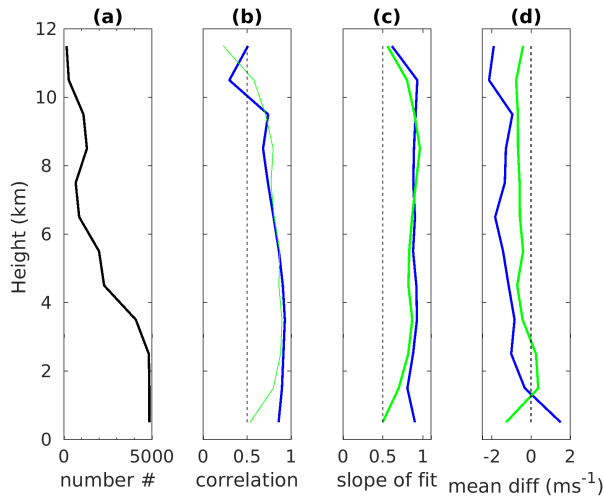 (a) (b) (c) (d)
12
10
8
6
4
2
0
Height (km)
0 5000 0 0.5 1 0 0.5 1 -2 0 2
number # correlation slope of fit mean diff (ms-1)